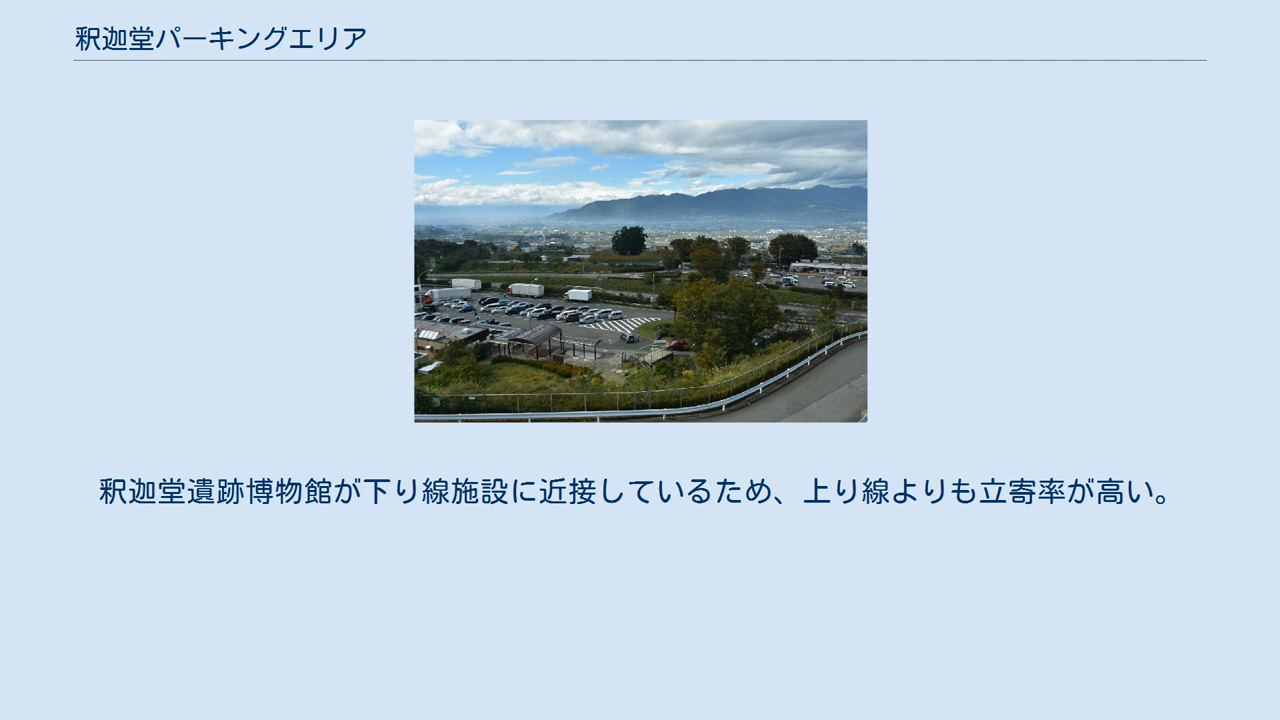 釈迦堂パーキングエリア
釈迦堂遺跡博物館が下り線施設に近接しているため、上り線よりも立寄率が高い。